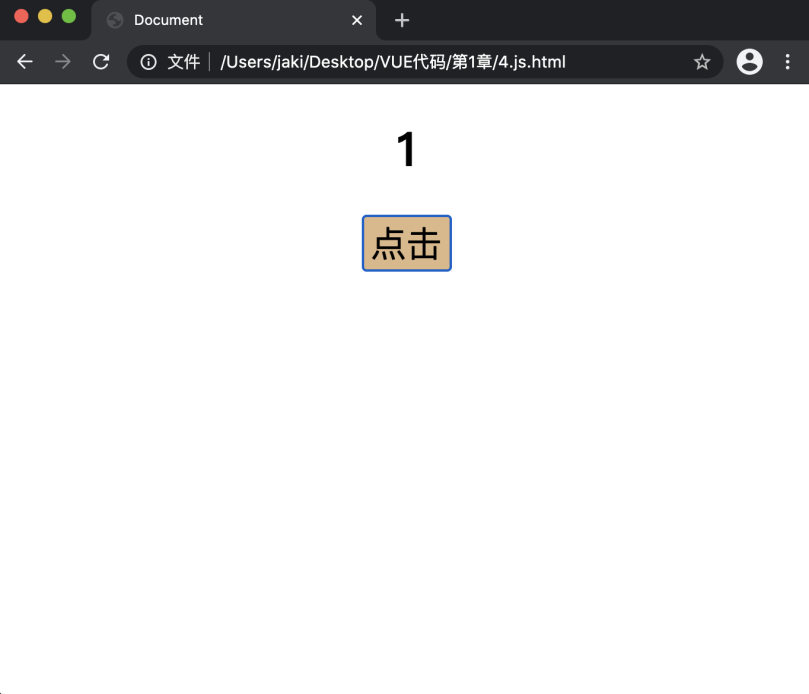 Document
文件 /Users/jaki/Desktop/VUE代码/第1章/4.js.html
1
点击